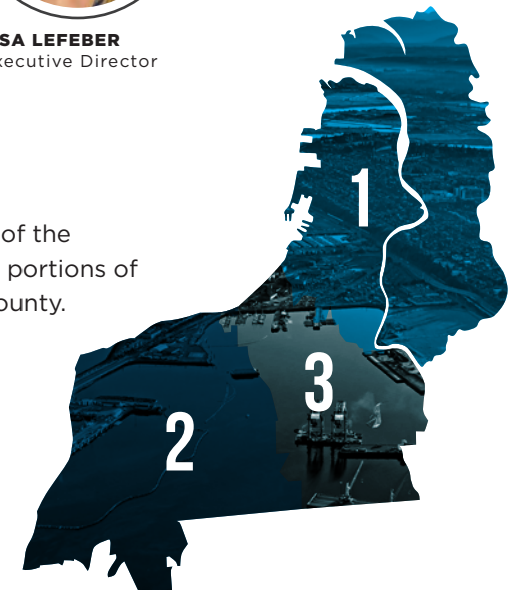 SA LEFEBER
xecutive Director
of the
portions of
ounty.
1
2
3